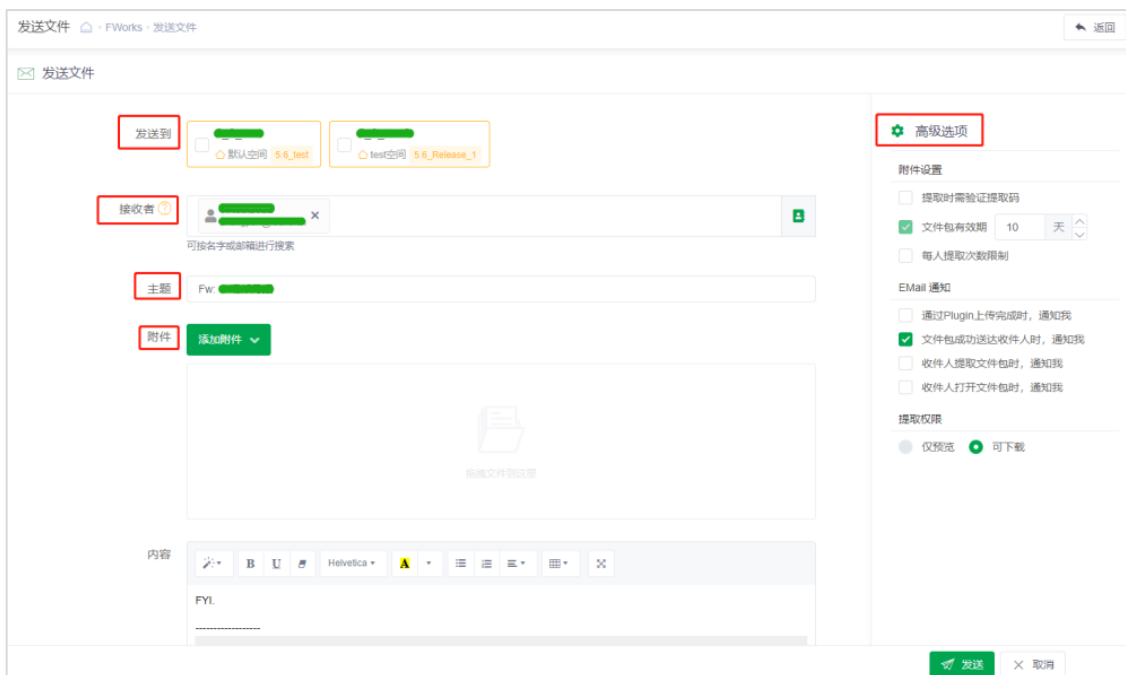 发送文件 FWorks 发送文件
返回
发送文件
发送到
默认空间 5.6_test
test空间 5.6_Release_1
接收者 ?
可按名字或邮箱进行搜索
主题
Fw:
附件
添加附件
拖拽文件到这里
内容
B U Helvetica A
FYI.
------------------
高级选项
附件设置
提取时需验证提取码
文件包有效期 10 天
每人提取次数限制
EMail 通知
通过Plugin上传完成时，通知我
文件包成功送达收件人时，通知我
收件人提取文件包时，通知我
收件人打开文件包时，通知我
提取权限
仅预览 可下载
发送 取消